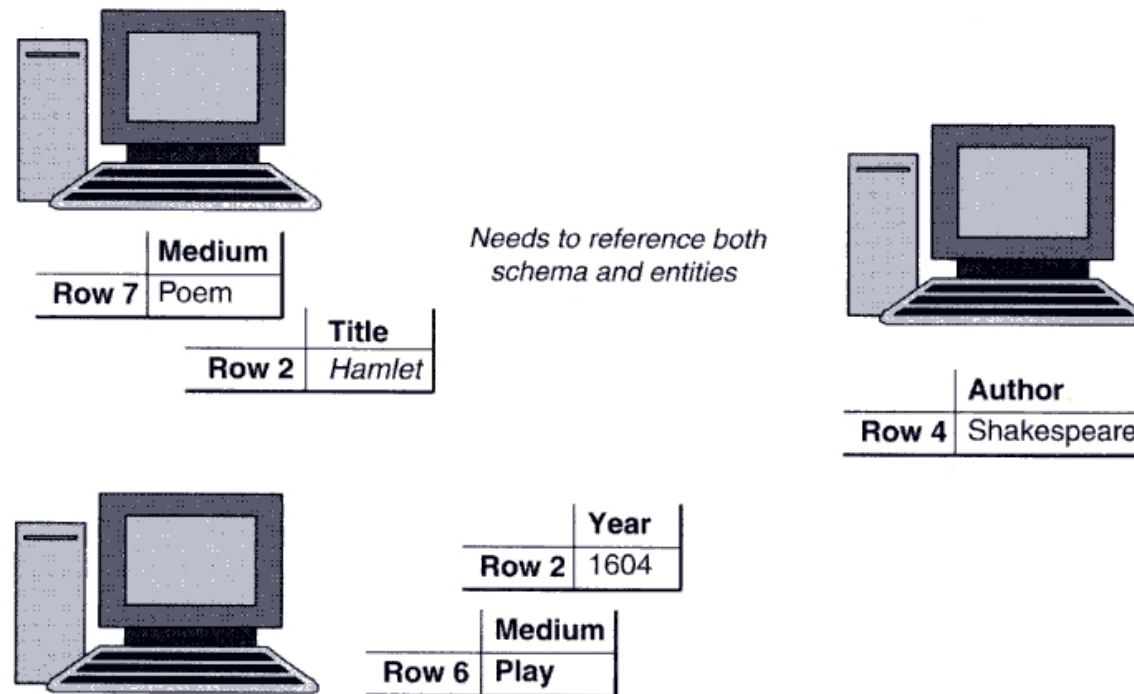 Medium
Row 7 Poem
Title
Row 2 Hamlet
Needs to reference both
schema and entities
Author
Row 4 Shakespeare
Year
Row 2 1604
Medium
Row 6 Play